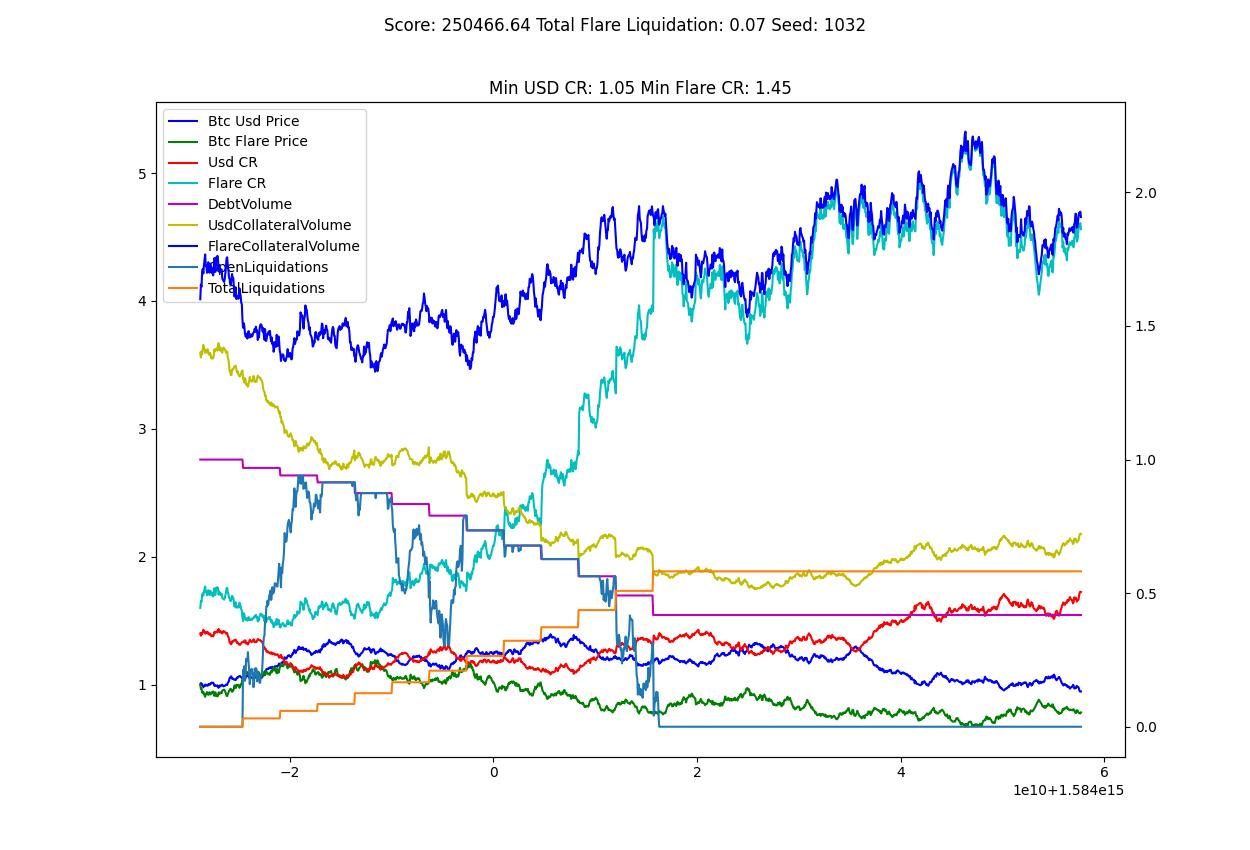 Score: 250466.64 Total Flare Liquidation: 0.07 Seed: 1032
Min USD CR: 1.05 Min Flare CR: 1.45
Btc Usd Price
Btc Flare Price
Usd CR
Flare CR
DebtVolume
UsdCollateralVolume
FlareCollateralVolume
OpenLiquidations
TotalLiquidations
5
4
3
2
1
2.0
1.5
1.0
0.5
0.0
−2
0
2
4
6
1e10+1.584e15